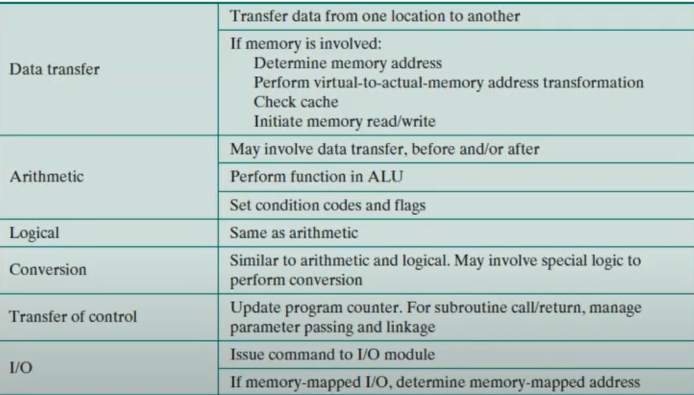 Transfer data from one location to another
Data transfer
If memory is involved:
Determine memory address
Perform virtual-to-actual-memory address transformation
Check cache
Initiate memory read/write
Arithmetic
May involve data transfer, before and/or after
Perform function in ALU
Set condition codes and flags
Logical
Same as arithmetic
Conversion
Similar to arithmetic and logical. May involve special logic to
perform conversion
Transfer of control
Update program counter. For subroutine call/return, manage
parameter passing and linkage
I/O
Issue command to I/O module
If memory-mapped I/O, determine memory-mapped address